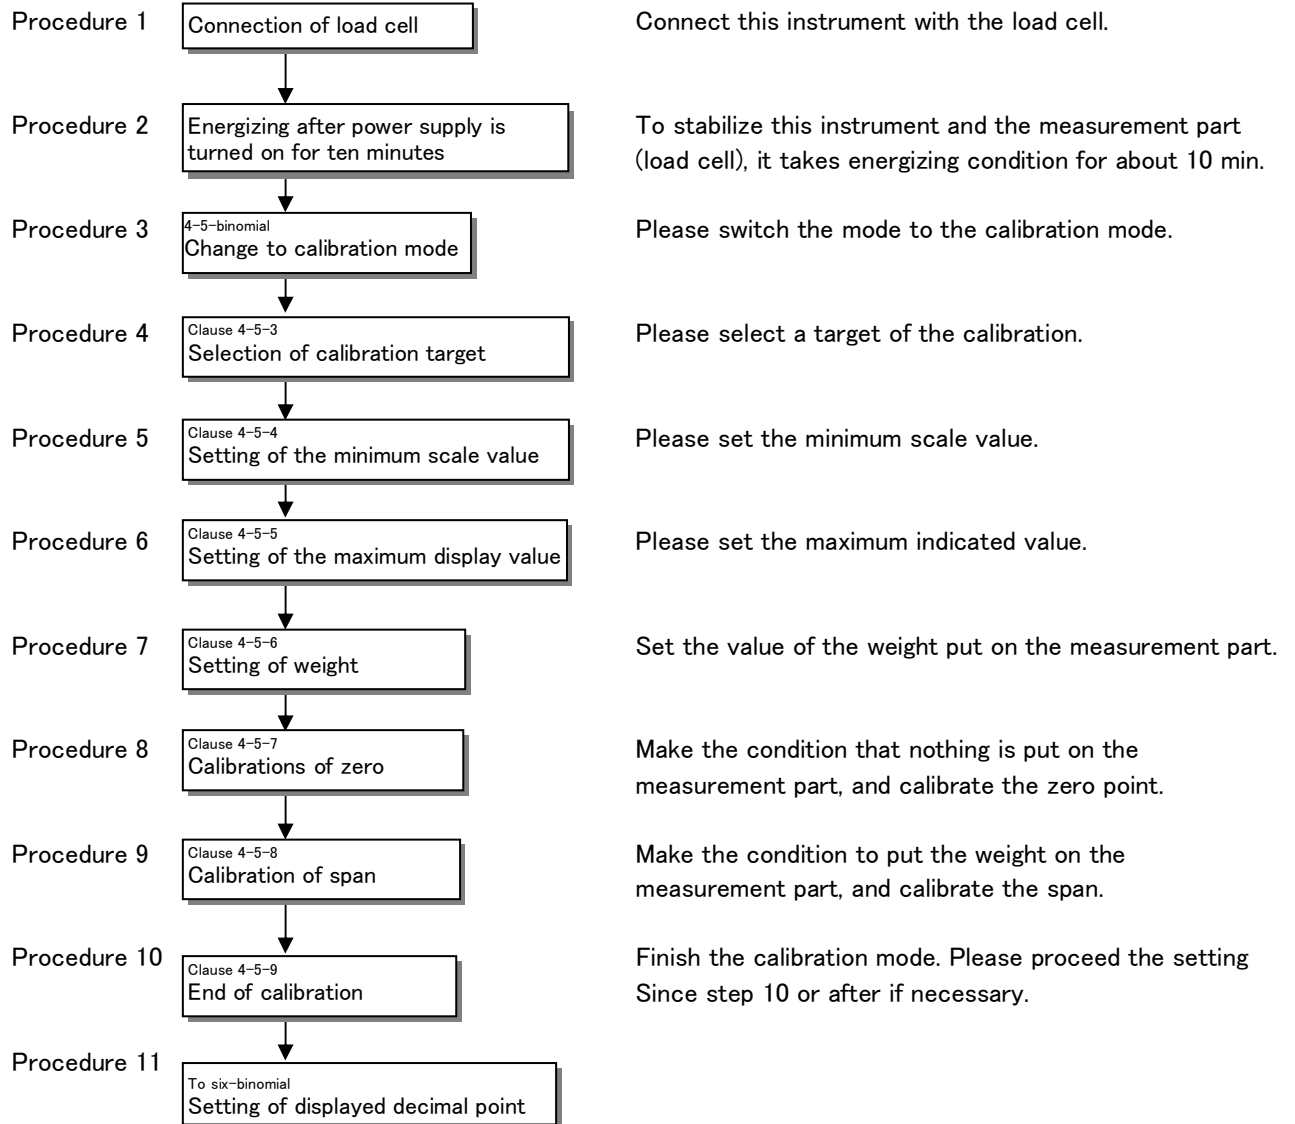 Procedure 1
Connection of load cell
Connect this instrument with the load cell.
Procedure 2
Energizing after power supply is
turned on for ten minutes
To stabilize this instrument and the measurement part
(load cell), it takes energizing condition for about 10 min.
Procedure 3
4-5-binomial
Change to calibration mode
Please switch the mode to the calibration mode.
Procedure 4
Clause 4-5-3
Selection of calibration target
Please select a target of the calibration.
Procedure 5
Clause 4-5-4
Setting of the minimum scale value
Please set the minimum scale value.
Procedure 6
Clause 4-5-5
Setting of the maximum display value
Please set the maximum indicated value.
Procedure 7
Clause 4-5-6
Setting of weight
Set the value of the weight put on the measurement part.
Procedure 8
Clause 4-5-7
Calibrations of zero
Make the condition that nothing is put on the
measurement part, and calibrate the zero point.
Procedure 9
Clause 4-5-8
Calibration of span
Make the condition to put the weight on the
measurement part, and calibrate the span.
Procedure 10
Clause 4-5-9
End of calibration
Finish the calibration mode. Please proceed the setting
Since step 10 or after if necessary.
Procedure 11
To six-binomial
Setting of displayed decimal point